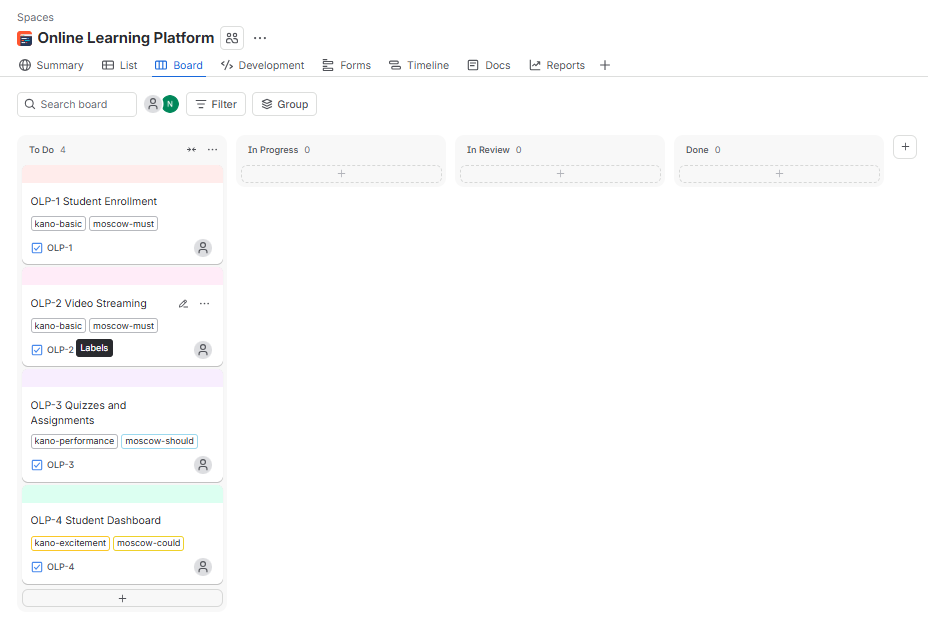 Spaces
Online Learning Platform
Summary List Board Development Forms Timeline Docs Reports
Search board N Filter Group
To Do 4 In Progress 0 In Review 0 Done 0
OLP-1 Student Enrollment
kano-basic moscow-must
OLP-1
OLP-2 Video Streaming
kano-basic moscow-must
OLP-2 Labels
OLP-3 Quizzes and
Assignments
kano-performance moscow-should
OLP-3
OLP-4 Student Dashboard
kano-excitement moscow-could
OLP-4